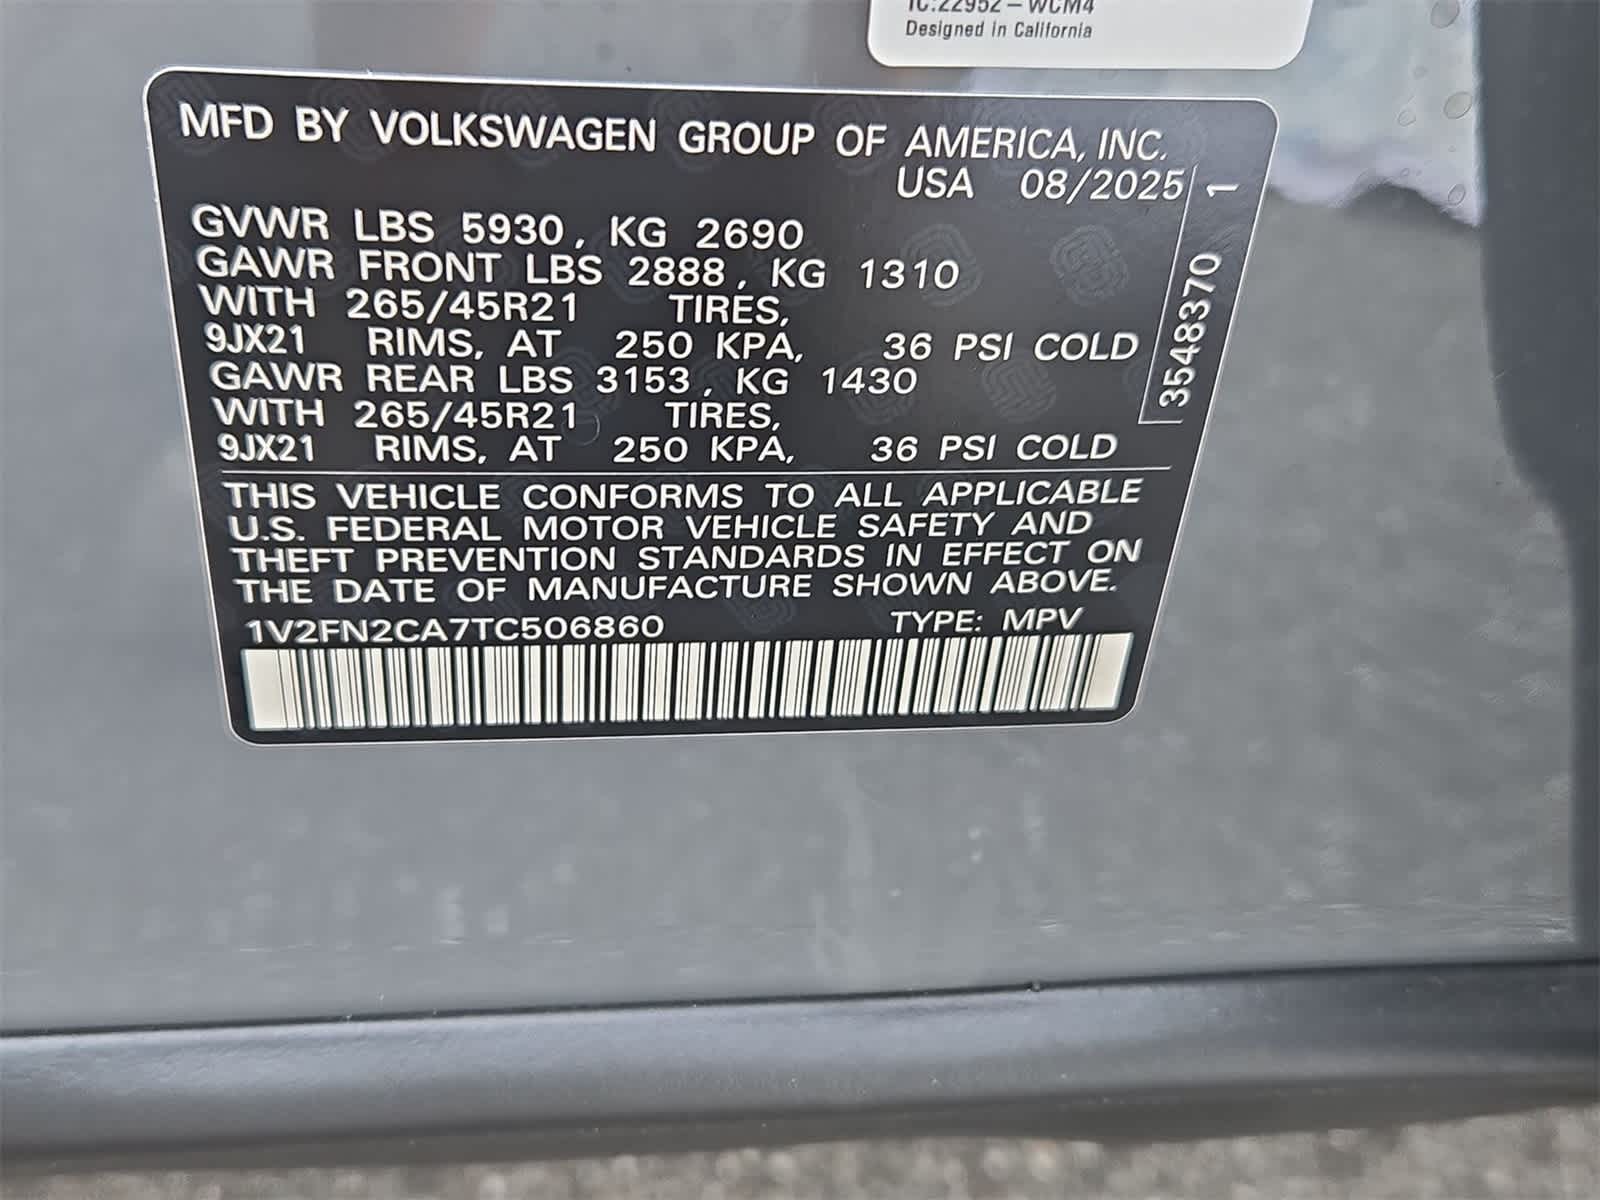 IC:22952-WCM4
Designed in California
MFD BY VOLKSWAGEN GROUP OF AMERICA, INC.
USA 08/2025
GVWR LBS 5930, KG 2690
GAWR FRONT LBS 2888, KG 1310
WITH 265/45R21 TIRES,
9JX21 RIMS, AT 250 KPA, 36 PSI COLD
GAWR REAR LBS 3153, KG 1430
WITH 265/45R21 TIRES,
9JX21 RIMS, AT 250 KPA, 36 PSI COLD
3548370 1
THIS VEHICLE CONFORMS TO ALL APPLICABLE
U.S. FEDERAL MOTOR VEHICLE SAFETY AND
THEFT PREVENTION STANDARDS IN EFFECT ON
THE DATE OF MANUFACTURE SHOWN ABOVE.
1V2FN2CA7TC506860 TYPE: MPV